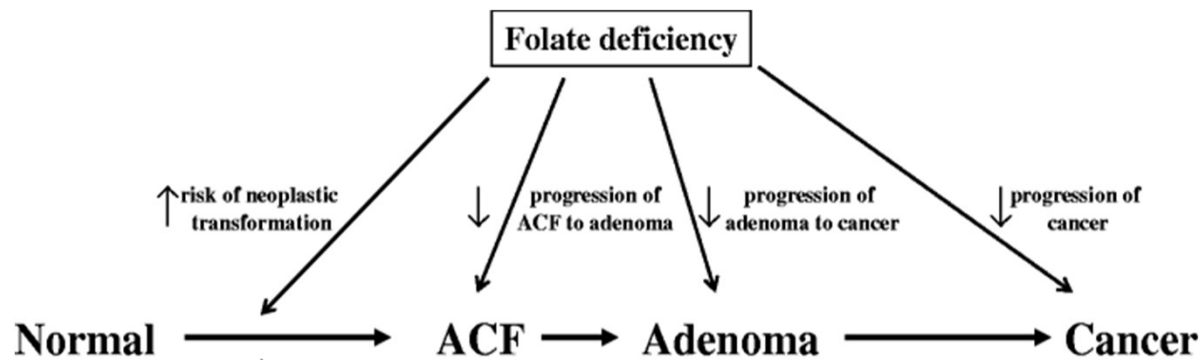 Folate deficiency
↑ risk of neoplastic
transformation
↓ progression of
ACF to adenoma
↓ progression of
adenoma to cancer
↓ progression of
cancer
Normal
ACF
Adenoma
Cancer